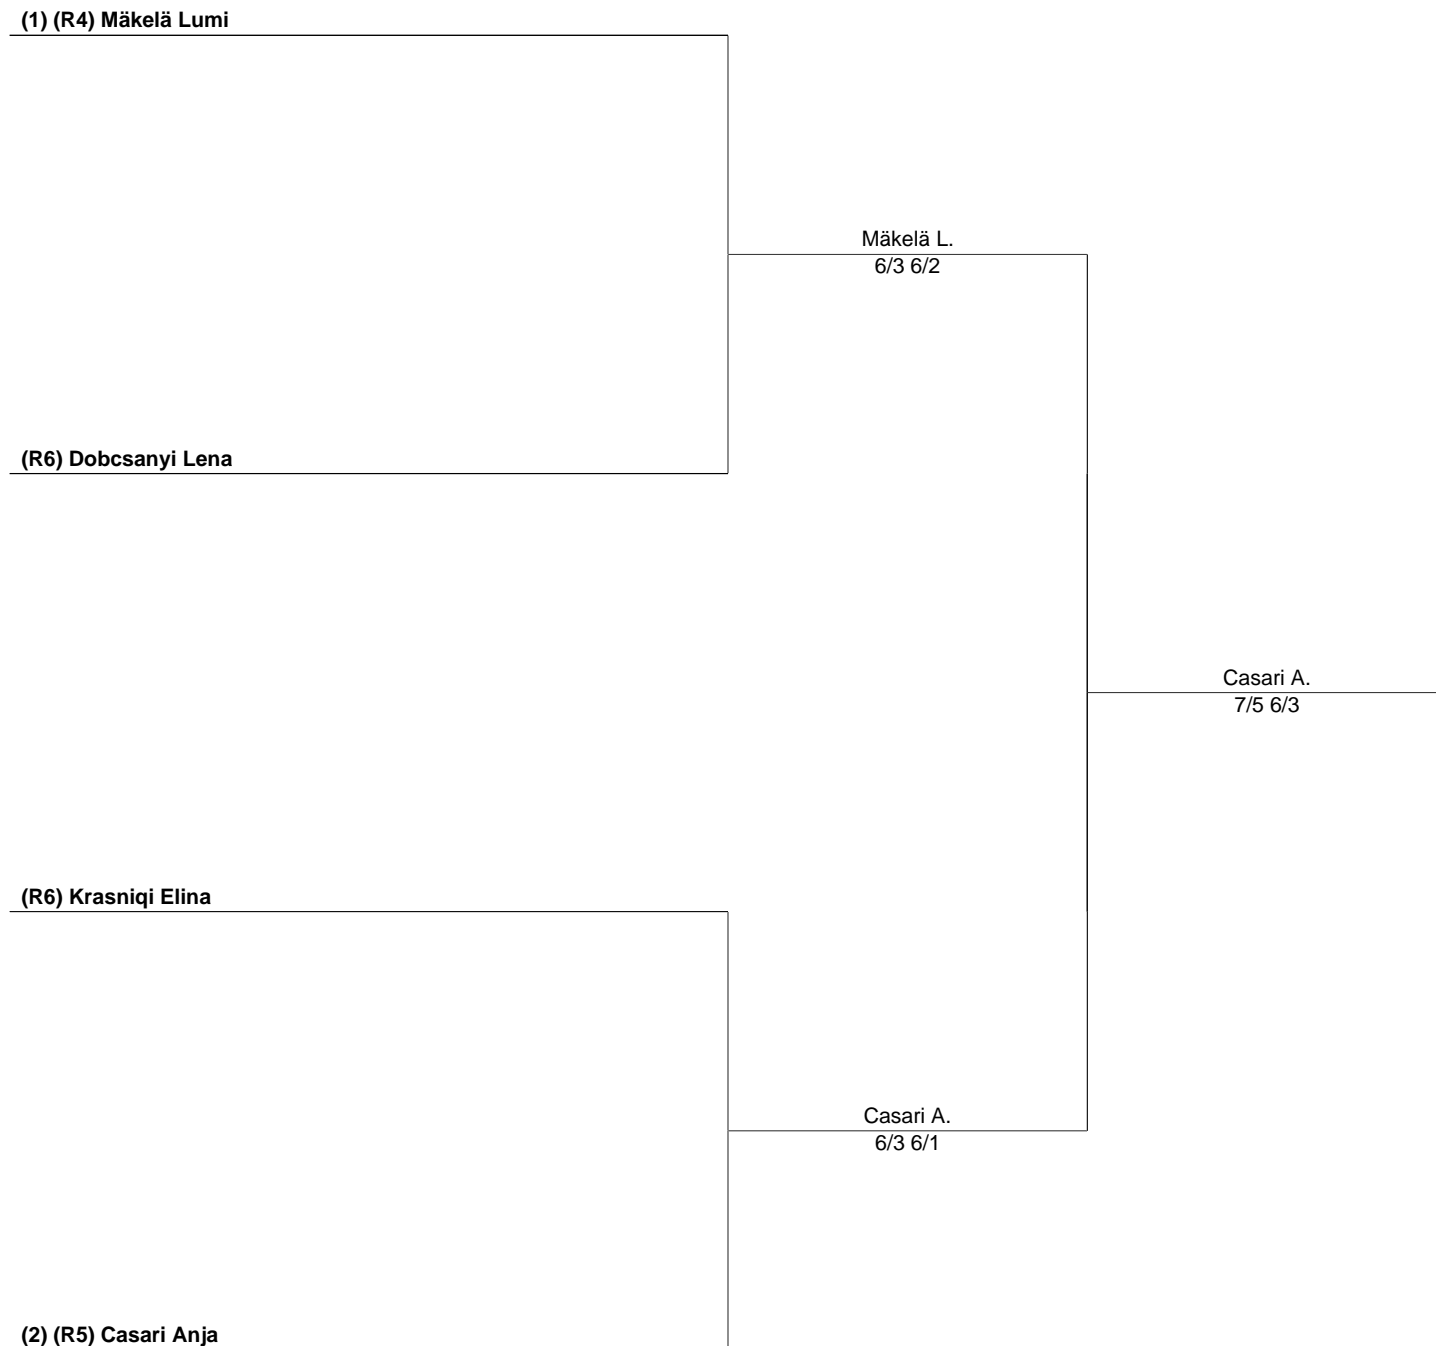 (1) (R4) Mäkelä Lumi
Mäkelä L.
6/3 6/2
(R6) Dobcsanyi Lena
Casari A.
7/5 6/3
(R6) Krasniqi Elina
Casari A.
6/3 6/1
(2) (R5) Casari Anja